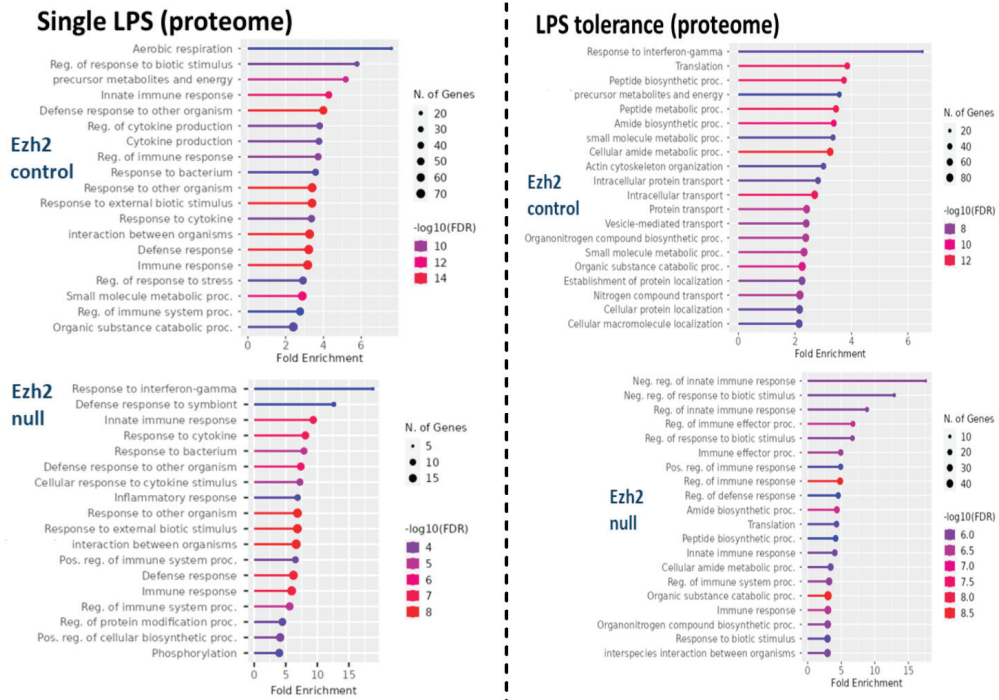 Single LPS (proteome)
Ezh2
control
Aerobic respiration
Reg. of response to biotic stimulus
precursor metabolites and energy
Innate immune response
Defense response to other organism
Reg. of cytokine production
Cytokine production
Reg. of immune response
Response to bacterium
Response to other organism
Response to external biotic stimulus
Response to cytokine
interaction between organisms
Defense response
Immune response
Reg. of response to stress
Small molecule metabolic proc.
Reg. of immune system proc.
Organic substance catabolic proc.
0 2 4 6
Fold Enrichment
N. of Genes
20
30
40
50
60
70
-log10(FDR)
10
12
14
Ezh2
null
Response to interferon-gamma
Defense response to symbiont
Innate immune response
Response to cytokine
Response to bacterium
Defense response to other organism
Cellular response to cytokine stimulus
Inflammatory response
Response to other organism
Response to external biotic stimulus
interaction between organisms
Pos. reg. of immune system proc.
Defense response
Immune response
Reg. of immune system proc.
Reg. of protein modification proc.
Pos. reg. of cellular biosynthetic proc.
Phosphorylation
0 5 10 15
Fold Enrichment
N. of Genes
5
10
15
-log10(FDR)
4
5
6
7
8
LPS tolerance (proteome)
Ezh2
control
Response to interferon-gamma
Translation
Peptide biosynthetic proc.
precursor metabolites and energy
Peptide metabolic proc.
Amide biosynthetic proc.
small molecule metabolic proc.
Cellular amide metabolic proc.
Actin cytoskeleton organization
Intracellular protein transport
Intracellular transport
Protein transport
Vesicle-mediated transport
Organonitrogen compound biosynthetic proc.
Small molecule metabolic proc.
Organic substance catabolic proc.
Establishment of protein localization
Nitrogen compound transport
Cellular protein localization
Cellular macromolecule localization
0 2 4 6
Fold Enrichment
N. of Genes
20
40
60
80
-log10(FDR)
8
10
12
Ezh2
null
Neg. reg. of innate immune response
Neg. reg. of response to biotic stimulus
Reg. of innate immune response
Reg. of immune effector proc.
Reg. of response to biotic stimulus
Immune effector proc.
Pos. reg. of immune response
Reg. of immune response
Reg. of defense response
Amide biosynthetic proc.
Translation
Peptide biosynthetic proc.
Innate immune response
Cellular amide metabolic proc.
Reg. of immune system proc.
Organic substance catabolic proc.
Immune response
Organonitrogen compound biosynthetic proc.
Response to biotic stimulus
interspecies interaction between organisms
0 5 10 15
Fold Enrichment
N. of Genes
10
20
30
40
-log10(FDR)
6.0
6.5
7.0
7.5
8.0
8.5